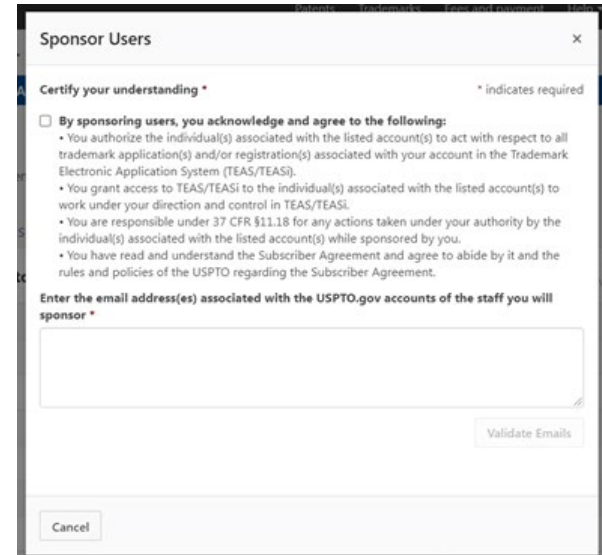 Patents Trademarks Fees and payment Help
Sponsor Users ×
Certify your understanding * * indicates required
By sponsoring users, you acknowledge and agree to the following:
• You authorize the individual(s) associated with the listed account(s) to act with respect to all
trademark application(s) and/or registration(s) associated with your account in the Trademark
Electronic Application System (TEAS/TEASi).
• You grant access to TEAS/TEASi to the individual(s) associated with the listed account(s) to
work under your direction and control in TEAS/TEASi.
• You are responsible under 37 CFR §11.18 for any actions taken under your authority by the
individual(s) associated with the listed account(s) while sponsored by you.
• You have read and understand the Subscriber Agreement and agree to abide by it and the
rules and policies of the USPTO regarding the Subscriber Agreement.
Enter the email address(es) associated with the USPTO.gov accounts of the staff you will
sponsor *
Validate Emails
Cancel